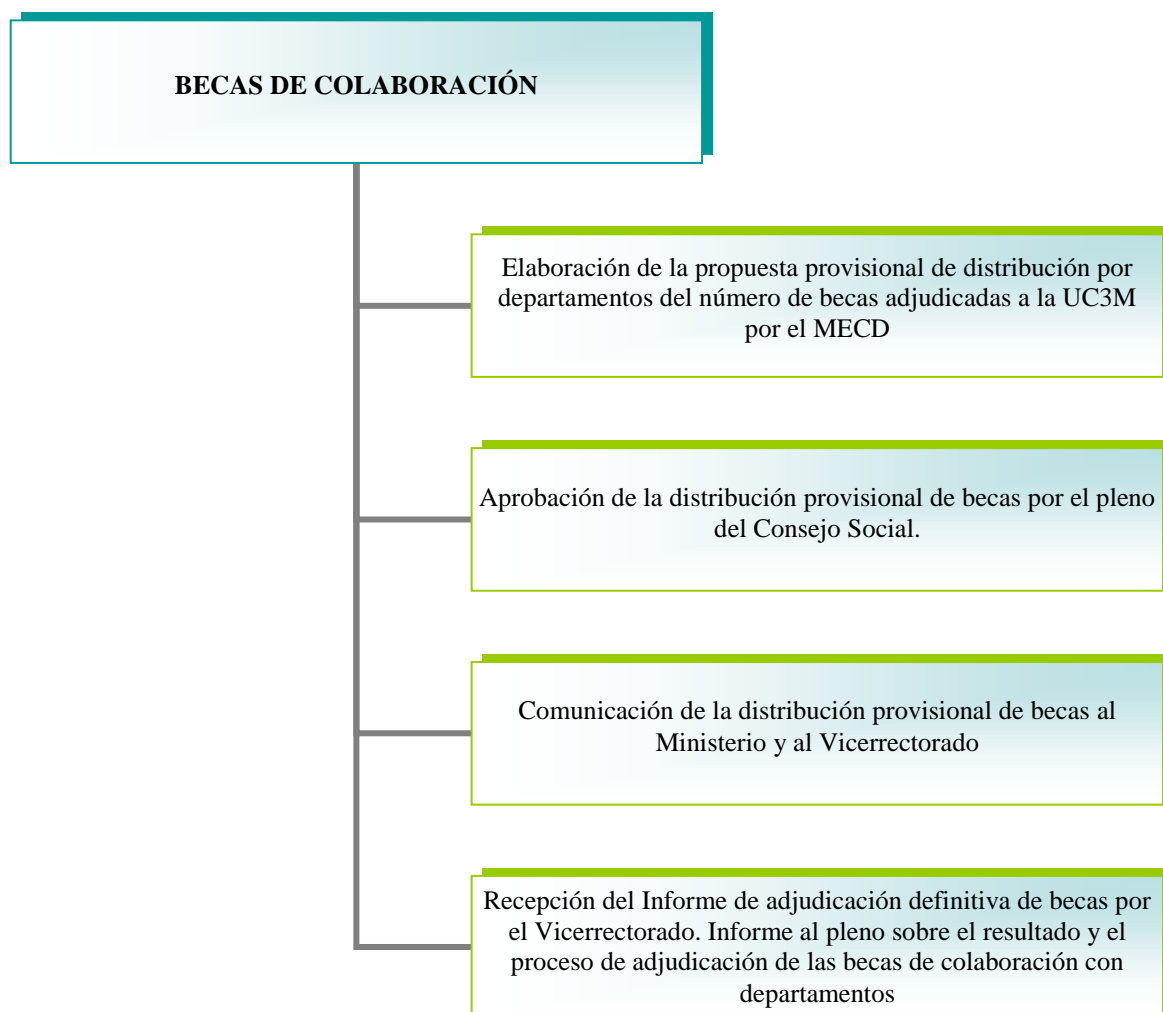 BECAS DE COLABORACIÓN
Elaboración de la propuesta provisional de distribución por
departamentos del número de becas adjudicadas a la UC3M
por el MECD
Aprobación de la distribución provisional de becas por el pleno
del Consejo Social.
Comunicación de la distribución provisional de becas al
Ministerio y al Vicerrectorado
Recepción del Informe de adjudicación definitiva de becas por
el Vicerrectorado. Informe al pleno sobre el resultado y el
proceso de adjudicación de las becas de colaboración con
departamentos